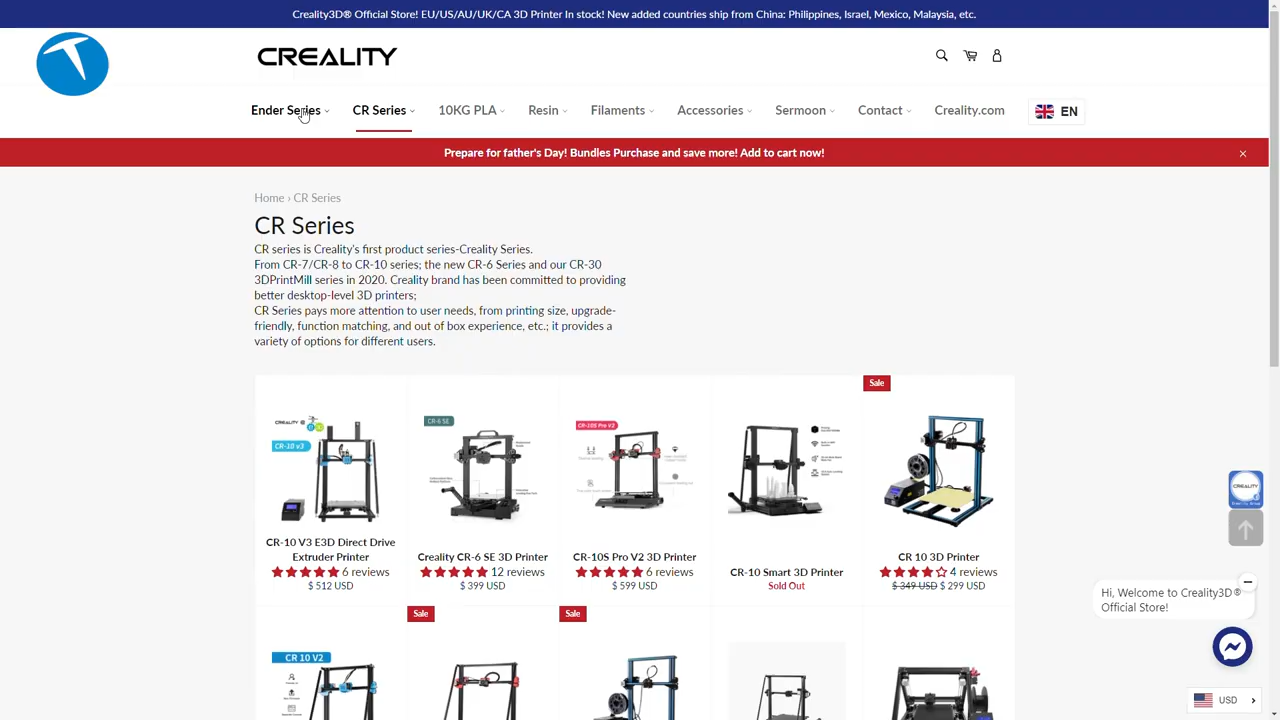 Creality3D® Official Store! EU/US/AU/UK/CA 3D Printer In stock! New added countries ship from China: Philippines, Israel, Mexico, Malaysia, etc.
CREALITY
Ender Series CR Series 10KG PLA Resin Filaments Accessories Sermoon Contact Creality.com EN
Prepare for father's Day! Bundles Purchase and save more! Add to cart now!
Home › CR Series
CR Series
CR series is Creality's first product series-Creality Series.
From CR-7/CR-8 to CR-10 series; the new CR-6 Series and our CR-30
3DPrintMill series in 2020. Creality brand has been committed to providing
better desktop-level 3D printers;
CR Series pays more attention to user needs, from printing size, upgrade-
friendly, function matching, and out of box experience, etc.; it provides a
variety of options for different users.
Sale
CREALITY
CR-10 v3
CR-6 SE
CR-10S Pro V2
CR-10 V3 E3D Direct Drive
Extruder Printer
6 reviews
$ 512 USD
Creality CR-6 SE 3D Printer
12 reviews
$ 399 USD
CR-10S Pro V2 3D Printer
6 reviews
$ 599 USD
CR-10 Smart 3D Printer
Sold Out
CR 10 3D Printer
4 reviews
$ 349 USD $ 299 USD
Sale
Sale
CR 10 V2
CREALITY
Hi, Welcome to Creality3D®
Official Store!
USD